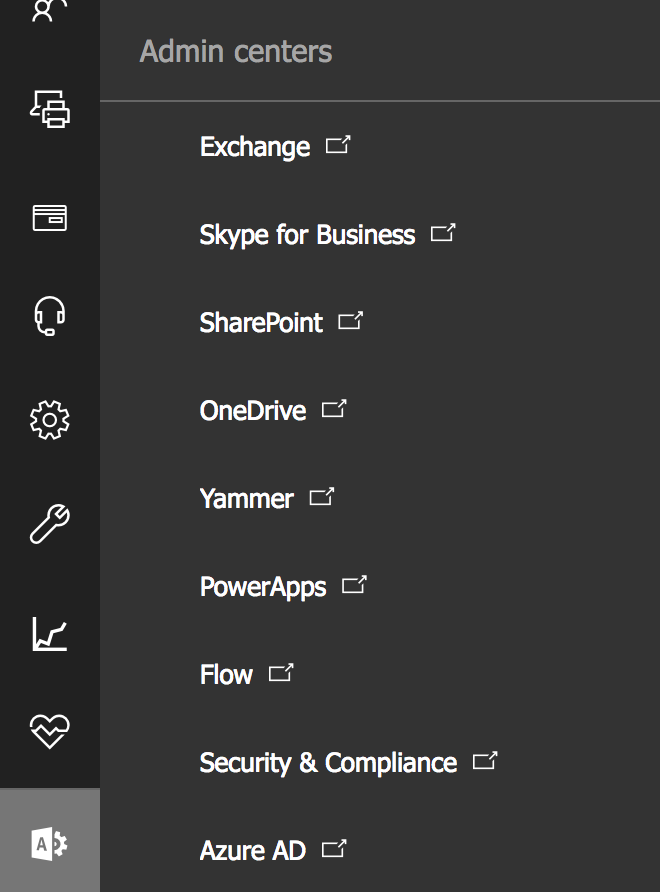 Admin centers
Exchange
Skype for Business
SharePoint
OneDrive
Yammer
PowerApps
Flow
Security & Compliance
A
Azure AD